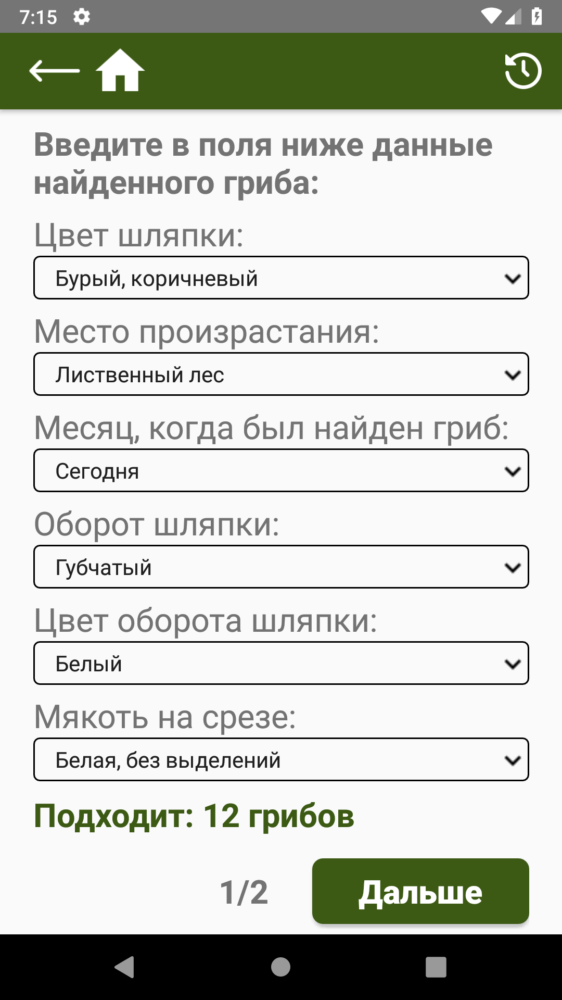 7:15
Введите в поля ниже данные
найденного гриба:
Цвет шляпки:
Бурый, коричневый
Место произрастания:
Лиственный лес
Месяц, когда был найден гриб:
Сегодня
Оборот шляпки:
Губчатый
Цвет оборота шляпки:
Белый
Мякоть на срезе:
Белая, без выделений
Подходит: 12 грибов
1/2
Дальше